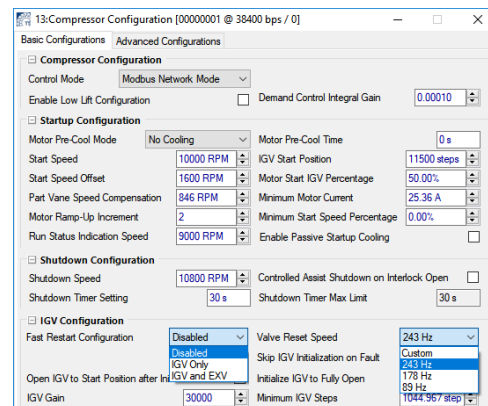 13:Compressor Configuration [00000001 @ 38400 bps / 0]
Basic Configurations Advanced Configurations
Compressor Configuration
Control Mode Modbus Network Mode
Enable Low Lift Configuration Demand Control Integral Gain 0.00010
Startup Configuration
Motor Pre-Cool Mode No Cooling Motor Pre-Cool Time 0 s
Start Speed 10000 RPM IGV Start Position 11500 steps
Start Speed Offset 1600 RPM Motor Start IGV Percentage 50.00%
Part Vane Speed Compensation 846 RPM Minimum Motor Current 25.36 A
Motor Ramp-Up Increment 2 Minimum Start Speed Percentage 0.00%
Run Status Indication Speed 9000 RPM Enable Passive Startup Cooling
Shutdown Configuration
Shutdown Speed 10800 RPM Controlled Assist Shutdown on Interlock Open
Shutdown Timer Setting 30 s Shutdown Timer Max Limit 30 s
IGV Configuration
Fast Restart Configuration Disabled Valve Reset Speed 243 Hz
Disabled Custom
IGV Only Skip IGV Initialization on Fault 243 Hz
Open IGV to Start Position after IGV and EXV Initialize IGV to Fully Open 178 Hz
89 Hz
IGV Gain 30000 Minimum IGV Steps 1044.967 step